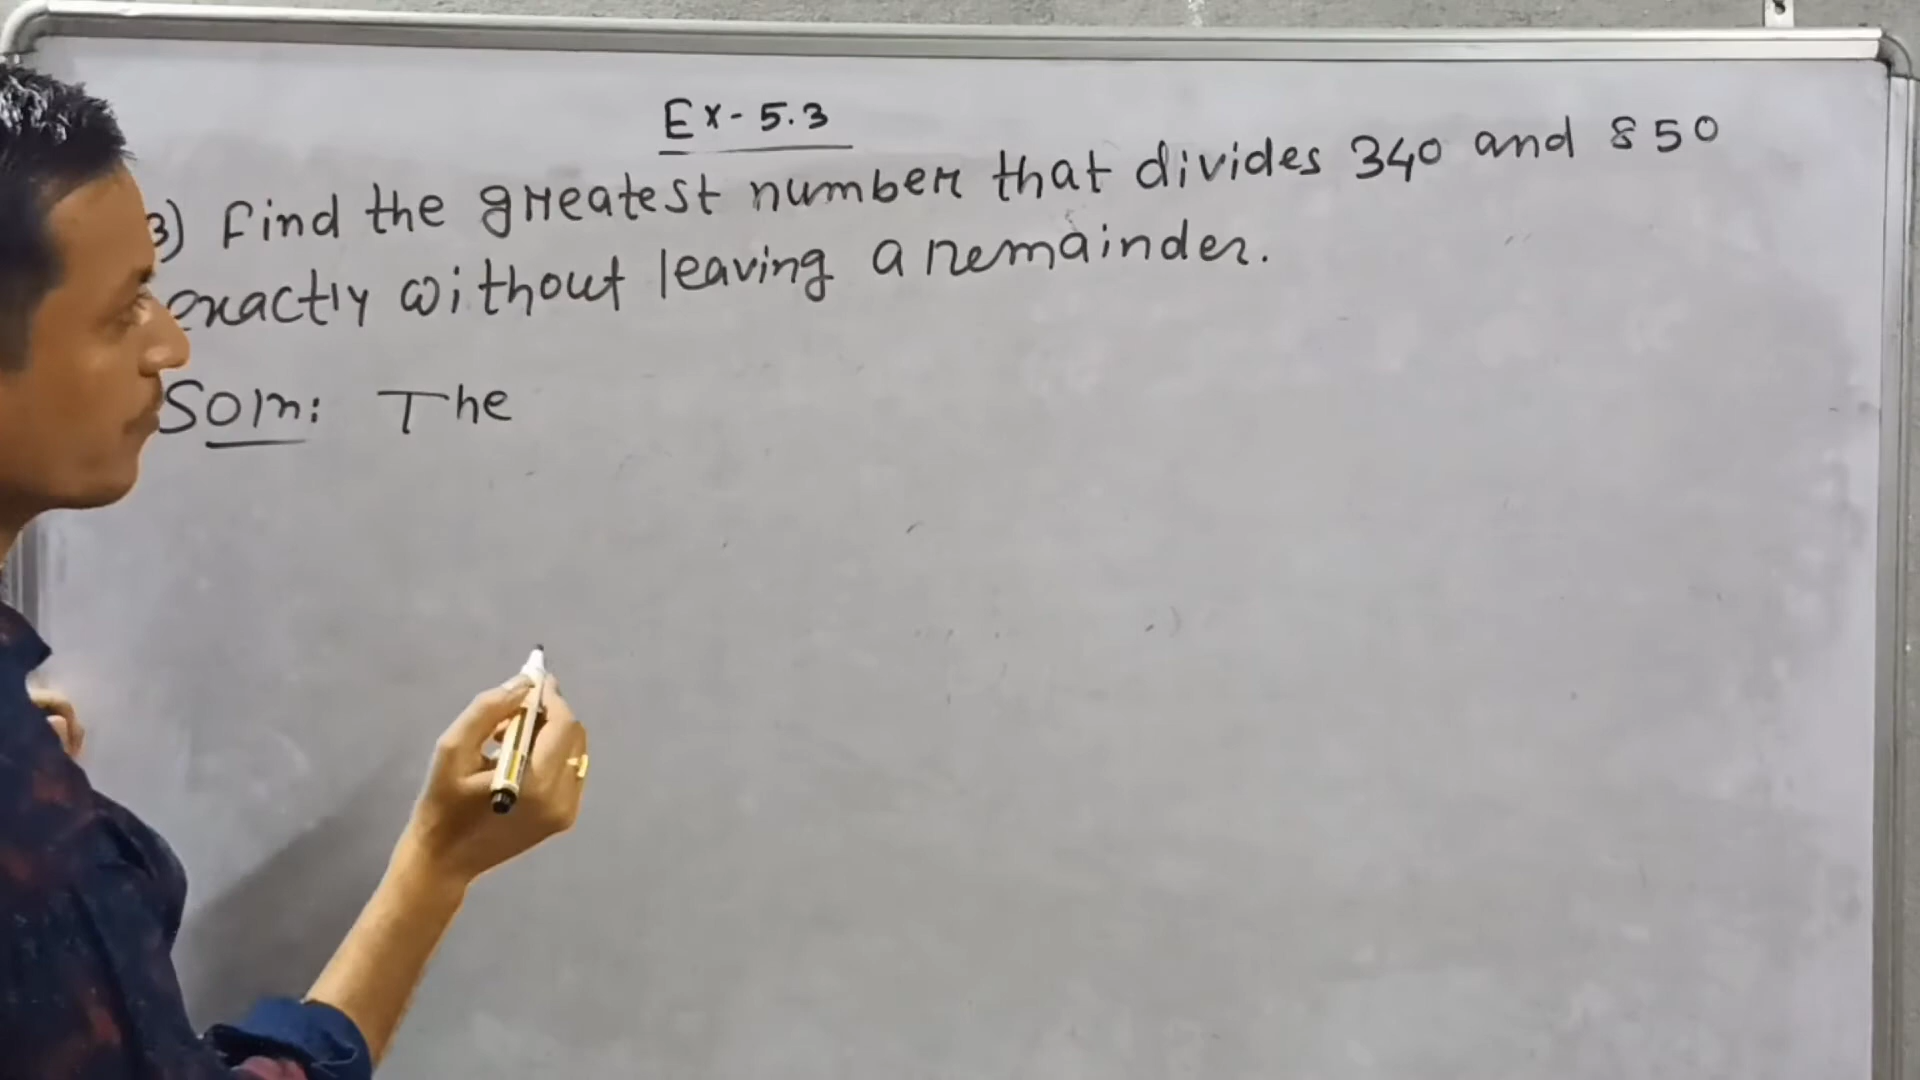 Ex- 5.3
3) Find the greatest number that divides 340 and 850
exactly without leaving a remainder.
Soln: The